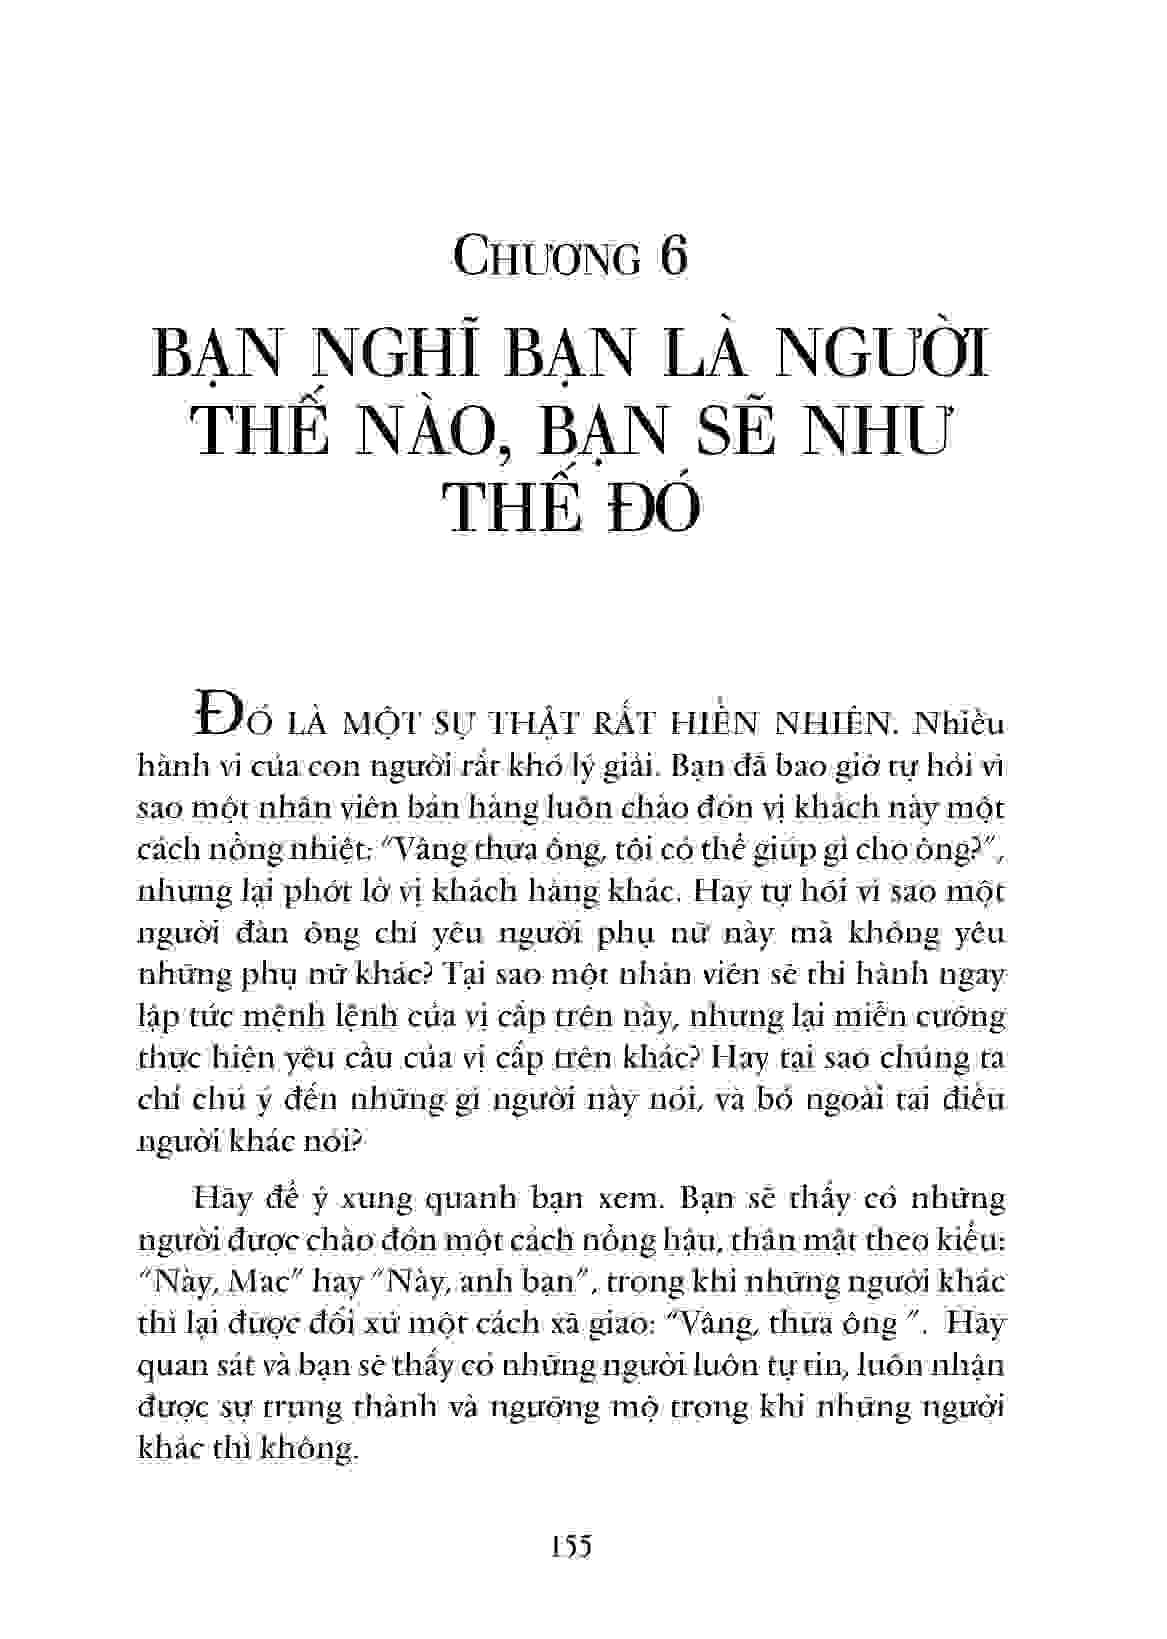 CHƯƠNG 6
BẠN NGHĨ BẠN LÀ NGƯỜI
THẾ NÀO, BẠN SẼ NHƯ
THẾ ĐÓ
ĐÓ LÀ MỘT SỰ THẬT RẤT HIỂN NHIÊN. Nhiều
hành vi của con người rất khó lý giải. Bạn đã bao giờ tự hỏi vì
sao một nhân viên bán hàng luôn chào đón vị khách này một
cách nồng nhiệt: “Vâng thưa ông, tôi có thể giúp gì cho ông?”,
nhưng lại phớt lờ vị khách hàng khác. Hay tự hỏi vì sao một
người đàn ông chỉ yêu người phụ nữ này mà không yêu
những phụ nữ khác? Tại sao một nhân viên sẽ thi hành ngay
lập tức mệnh lệnh của vị cấp trên này, nhưng lại miễn cưỡng
thực hiện yêu cầu của vị cấp trên khác? Hay tại sao chúng ta
chỉ chú ý đến những gì người này nói, và bỏ ngoài tai điều
người khác nói?
Hãy để ý xung quanh bạn xem. Bạn sẽ thấy có những
người được chào đón một cách nồng hậu, thân mật theo kiểu:
“Này, Mac” hay “Này, anh bạn”, trong khi những người khác
thì lại được đối xử một cách xã giao: “Vâng, thưa ông ”. Hãy
quan sát và bạn sẽ thấy có những người luôn tự tin, luôn nhận
được sự trung thành và ngưỡng mộ trong khi những người
khác thì không.
155